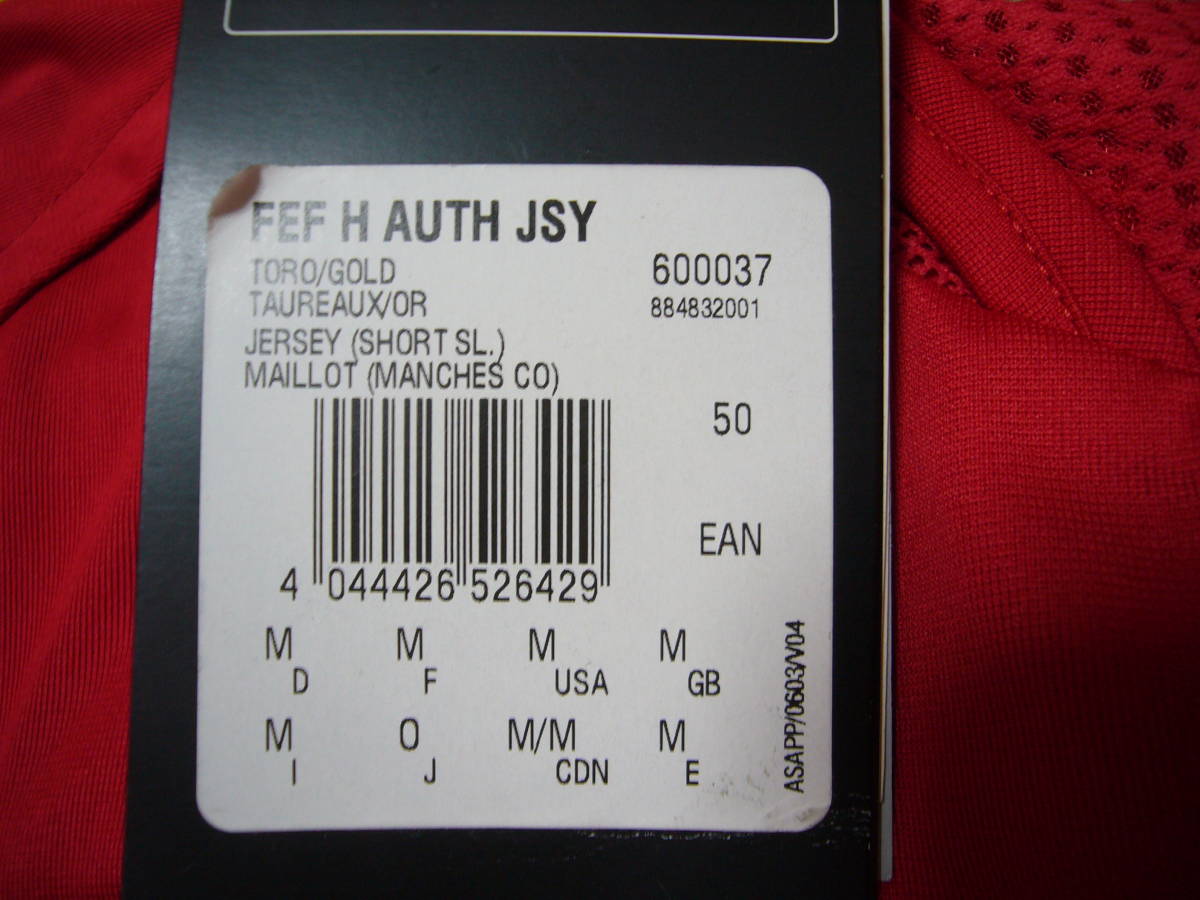 FEF H AUTH JSY
TORO/GOLD 600037
TAUREAUX/OR 884832001
JERSEY (SHORT SL.)
MAILLOT (MANCHES CO)
50
EAN
4 044426 526429
M M M M
D F USA GB
M O M/M M
I J CDN E
ASAPP/0603/V04